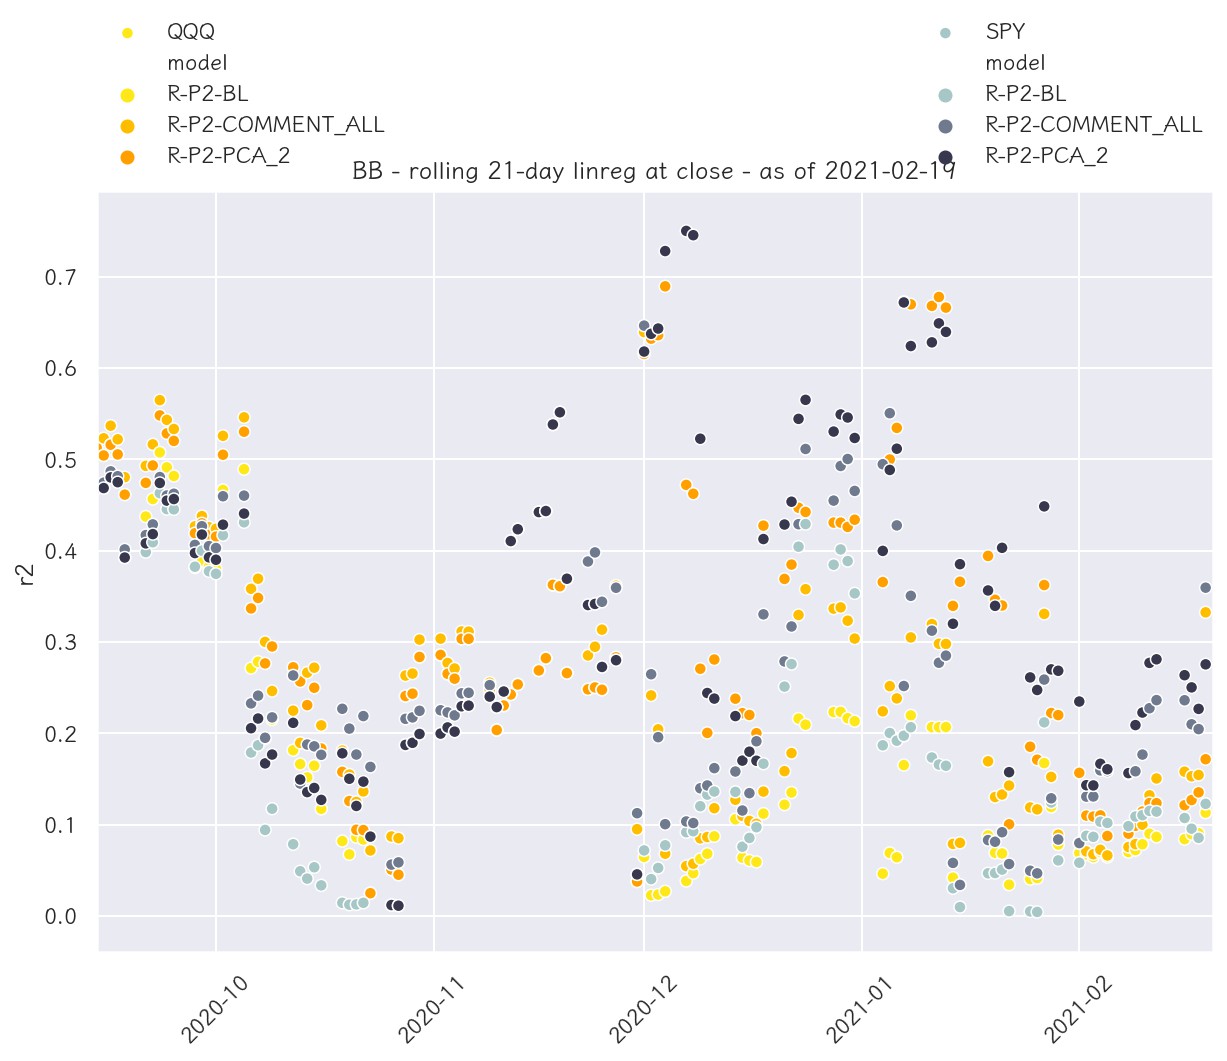 QQQ
model
R-P2-BL
R-P2-COMMENT_ALL
R-P2-PCA_2
SPY
model
R-P2-BL
R-P2-COMMENT_ALL
R-P2-PCA_2
BB - rolling 21-day linreg at close - as of 2021-02-19
r2
0.7
0.6
0.5
0.4
0.3
0.2
0.1
0.0
2020-10
2020-11
2020-12
2021-01
2021-02